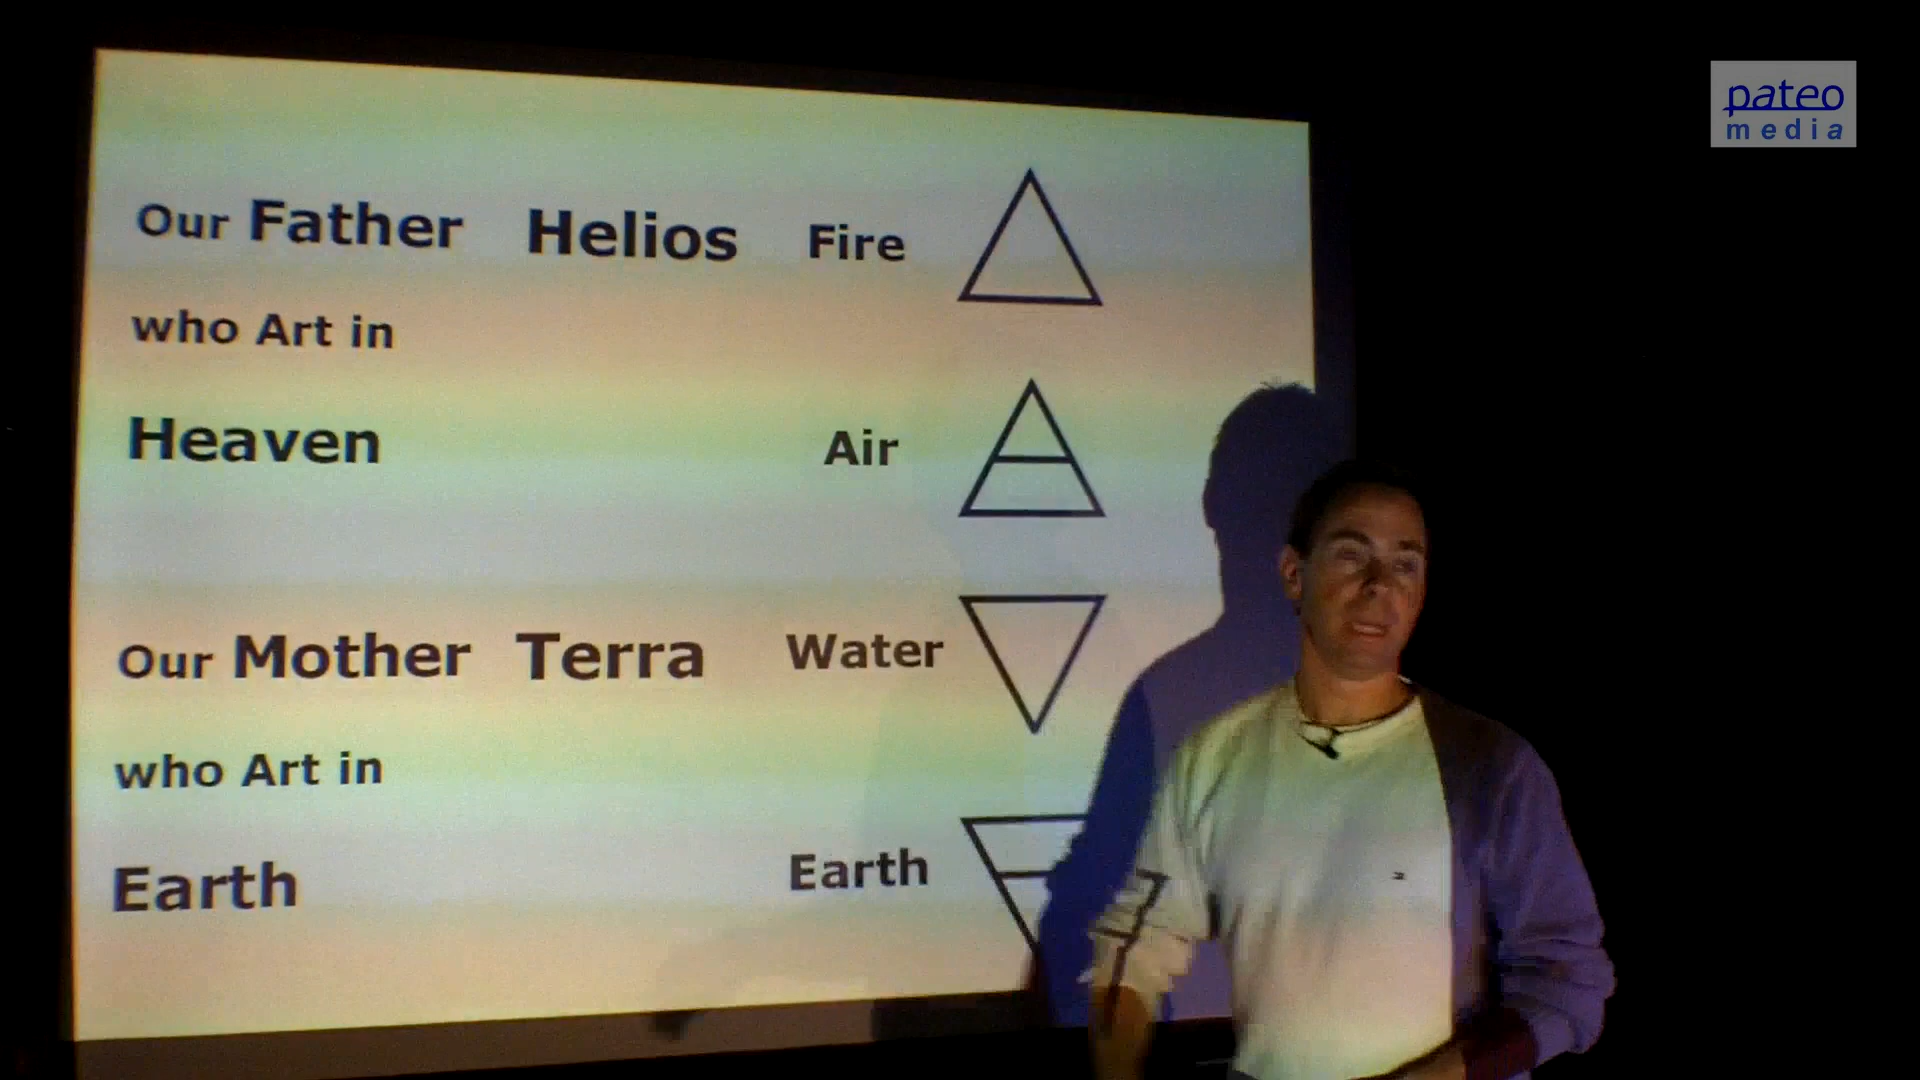 Our Father Helios Fire
who Art in
Heaven Air
Our Mother Terra Water
who Art in
Earth Earth
pateo
media